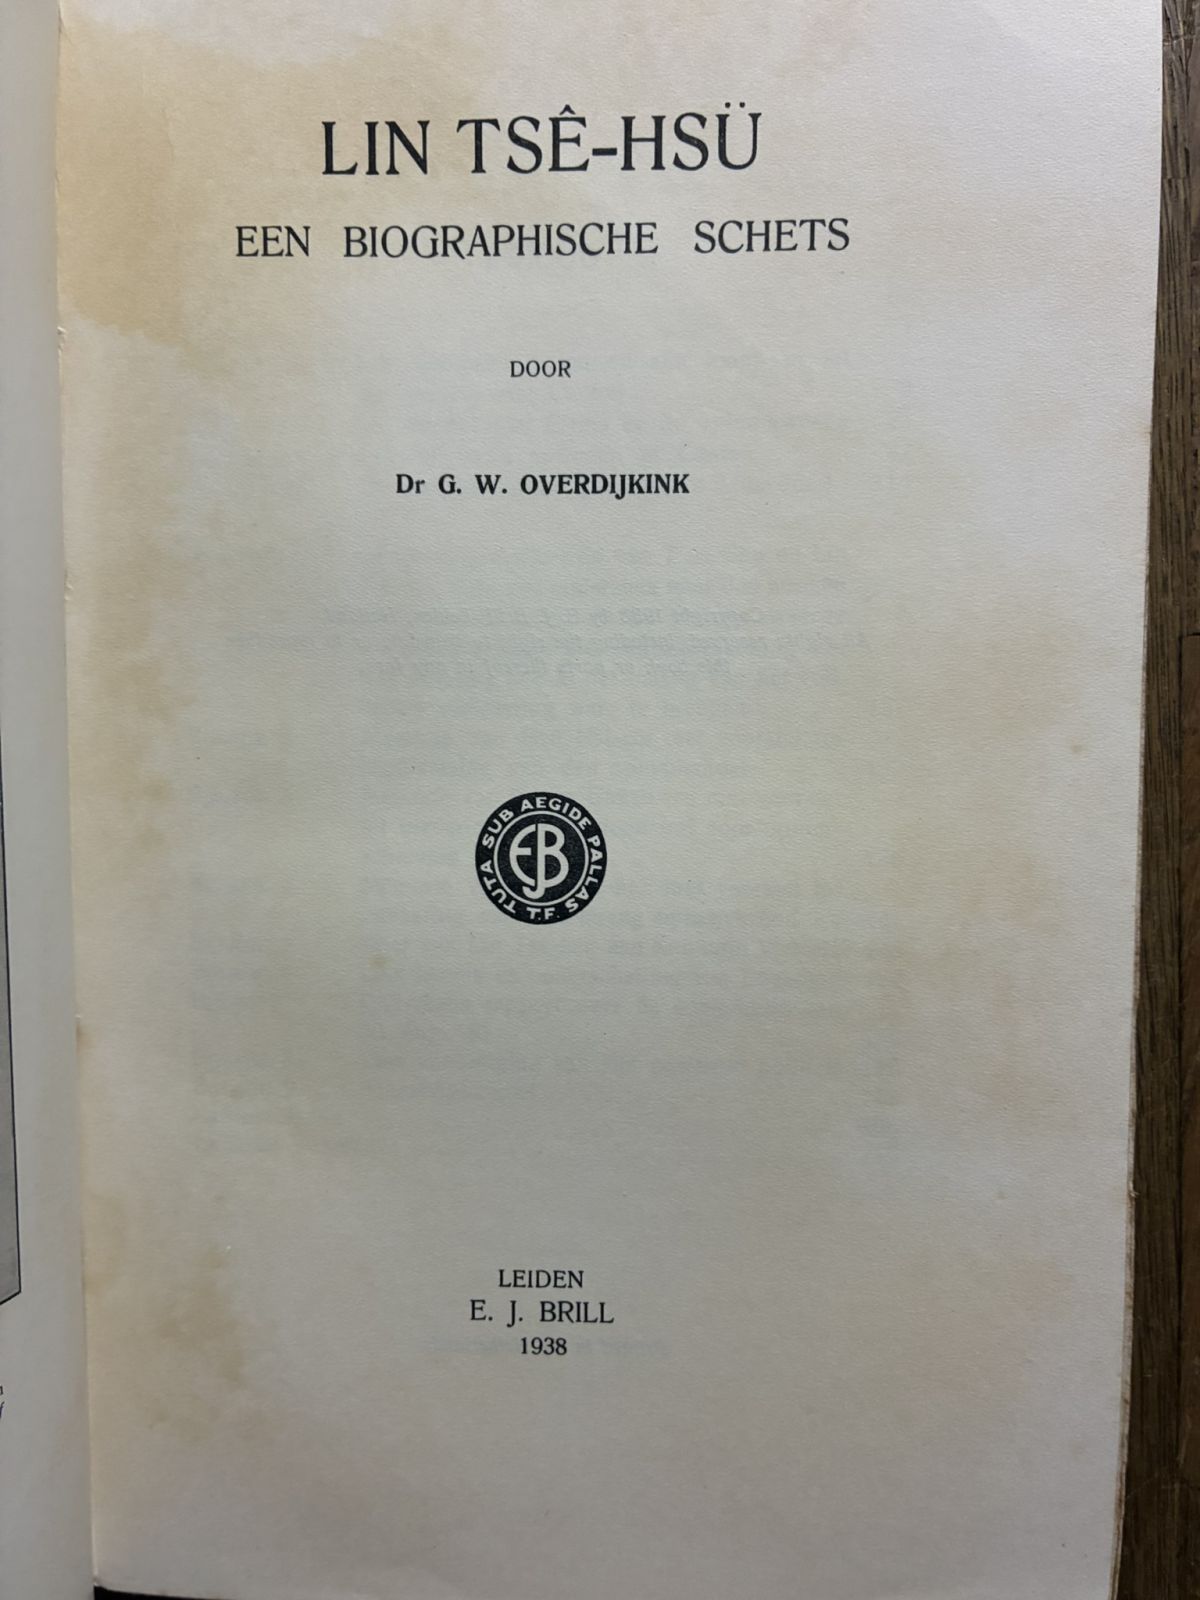 LIN TSÊ-HSÜ
EEN BIOGRAPHISCHE SCHETS
DOOR
Dr G. W. OVERDIJKINK
TUTA SUB AEGIDE PALLAS
EJB
T.F.
LEIDEN
E. J. BRILL
1938